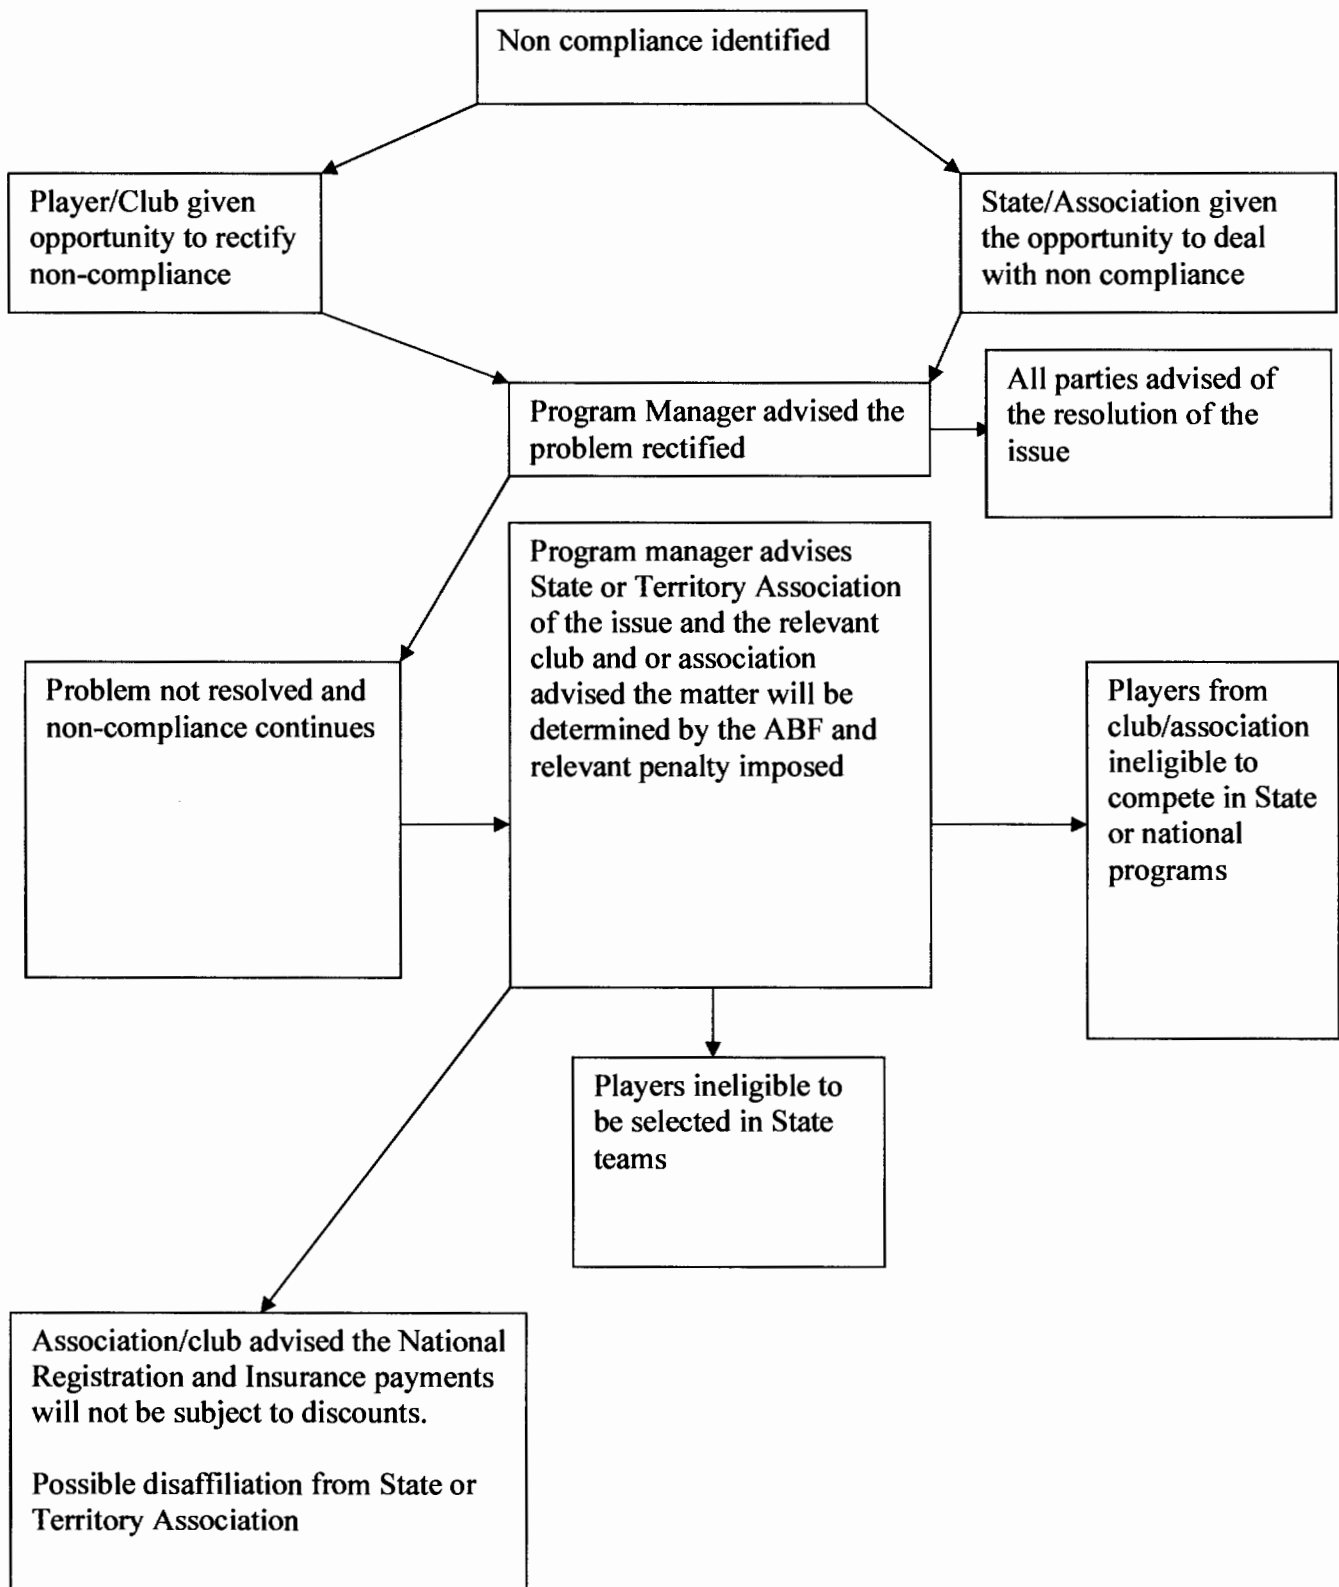 Non compliance identified
Player/Club given
opportunity to rectify
non-compliance
State/Association given
the opportunity to deal
with non compliance
Program Manager advised the
problem rectified
All parties advised of
the resolution of the
issue
Program manager advises
State or Territory Association
of the issue and the relevant
club and or association
advised the matter will be
determined by the ABF and
relevant penalty imposed
Problem not resolved and
non-compliance continues
Players from
club/association
ineligible to
compete in State
or national
programs
Players ineligible to
be selected in State
teams
Association/club advised the National
Registration and Insurance payments
will not be subject to discounts.
Possible disaffiliation from State or
Territory Association